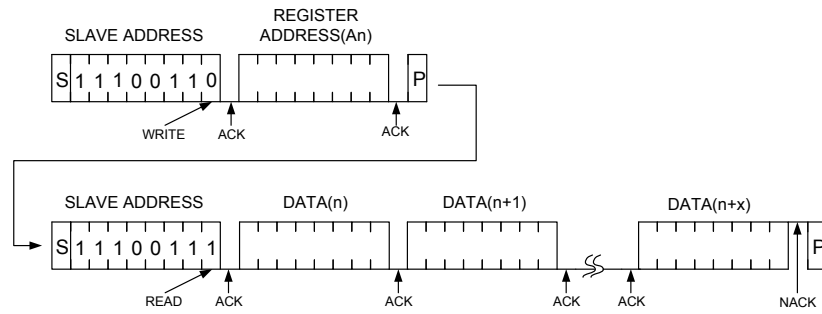 REGISTER
SLAVE ADDRESS ADDRESS(An)
S 1 1 1 0 0 1 1 0 P
WRITE ACK ACK
SLAVE ADDRESS DATA(n) DATA(n+1) DATA(n+x)
S 1 1 1 0 0 1 1 1 P
READ ACK ACK ACK ACK NACK